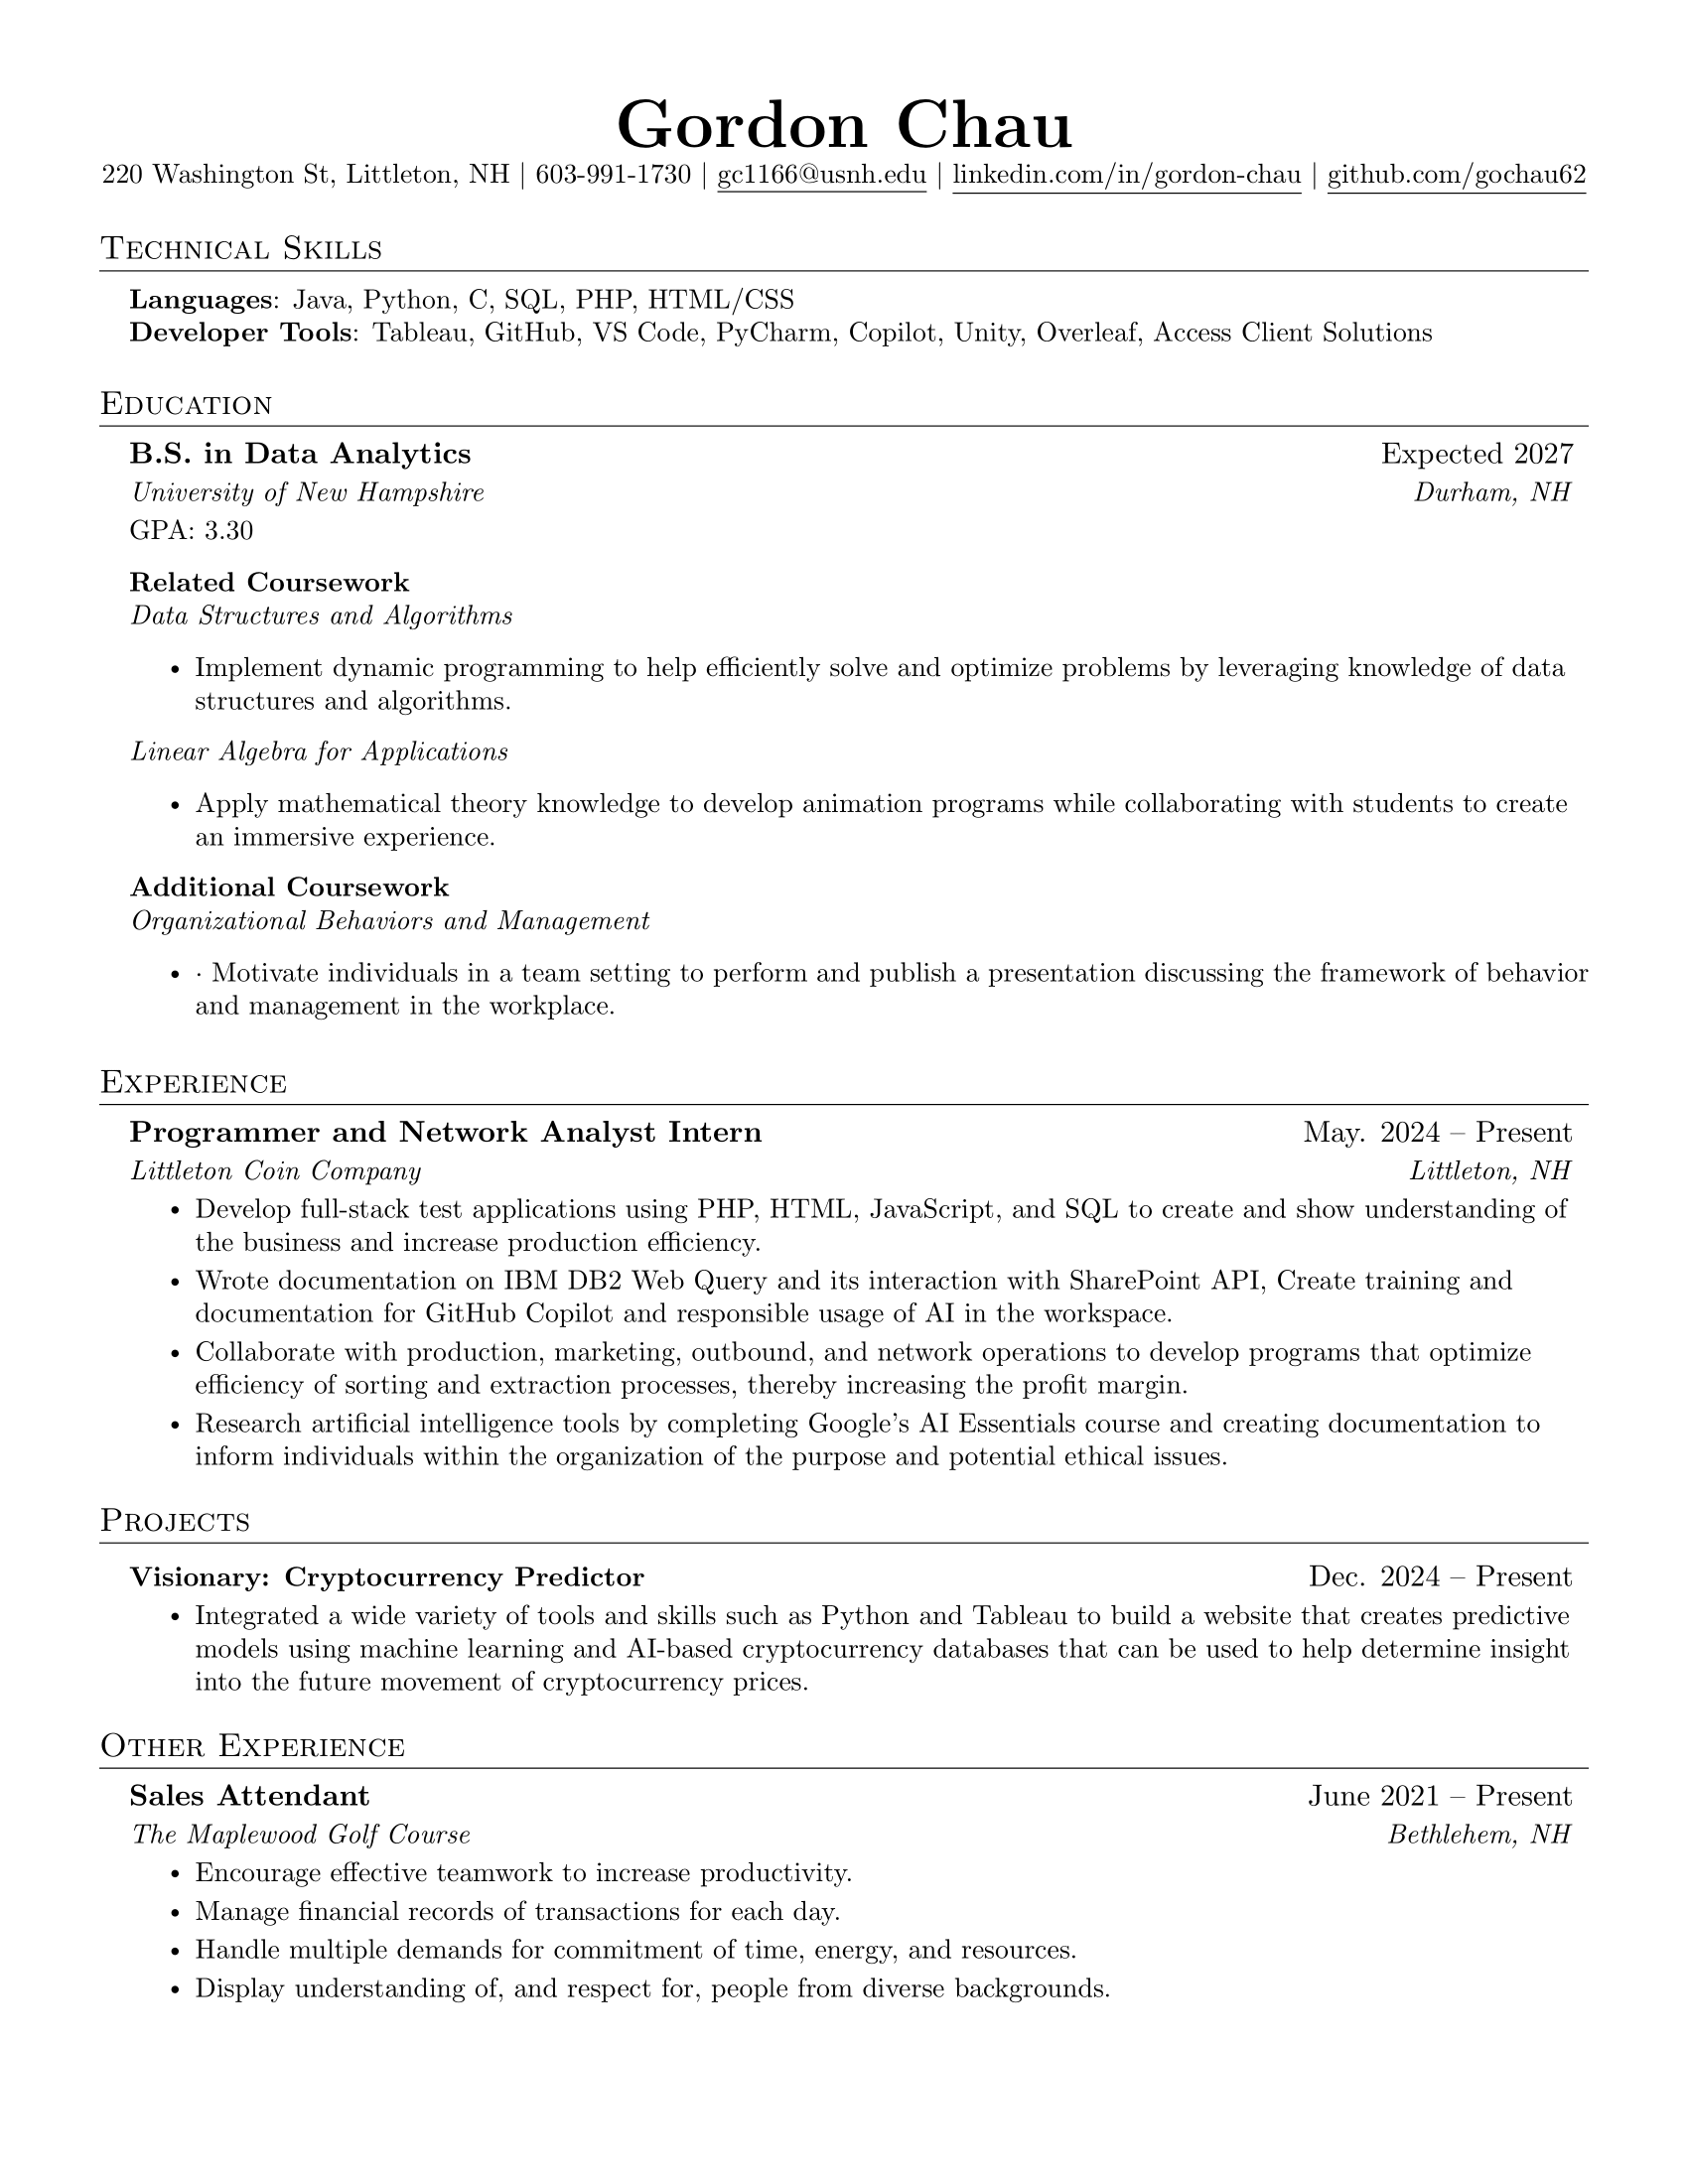 Gordon Chau
220 Washington St, Littleton, NH | 603-991-1730 | gc1166@usnh.edu | linkedin.com/in/gordon-chau | github.com/gochau62
Technical Skills
Languages: Java, Python, C, SQL, PHP, HTML/CSS
Developer Tools: Tableau, GitHub, VS Code, PyCharm, Copilot, Unity, Overleaf, Access Client Solutions
Education
B.S. in Data Analytics Expected 2027
University of New Hampshire Durham, NH
GPA: 3.30
Related Coursework
Data Structures and Algorithms
• Implement dynamic programming to help efficiently solve and optimize problems by leveraging knowledge of data
structures and algorithms.
Linear Algebra for Applications
• Apply mathematical theory knowledge to develop animation programs while collaborating with students to create
an immersive experience.
Additional Coursework
Organizational Behaviors and Management
• · Motivate individuals in a team setting to perform and publish a presentation discussing the framework of behavior
and management in the workplace.
Experience
Programmer and Network Analyst Intern May. 2024 – Present
Littleton Coin Company Littleton, NH
• Develop full-stack test applications using PHP, HTML, JavaScript, and SQL to create and show understanding of
the business and increase production efficiency.
• Wrote documentation on IBM DB2 Web Query and its interaction with SharePoint API, Create training and
documentation for GitHub Copilot and responsible usage of AI in the workspace.
• Collaborate with production, marketing, outbound, and network operations to develop programs that optimize
efficiency of sorting and extraction processes, thereby increasing the profit margin.
• Research artificial intelligence tools by completing Google's AI Essentials course and creating documentation to
inform individuals within the organization of the purpose and potential ethical issues.
Projects
Visionary: Cryptocurrency Predictor Dec. 2024 – Present
• Integrated a wide variety of tools and skills such as Python and Tableau to build a website that creates predictive
models using machine learning and AI-based cryptocurrency databases that can be used to help determine insight
into the future movement of cryptocurrency prices.
Other Experience
Sales Attendant June 2021 – Present
The Maplewood Golf Course Bethlehem, NH
• Encourage effective teamwork to increase productivity.
• Manage financial records of transactions for each day.
• Handle multiple demands for commitment of time, energy, and resources.
• Display understanding of, and respect for, people from diverse backgrounds.